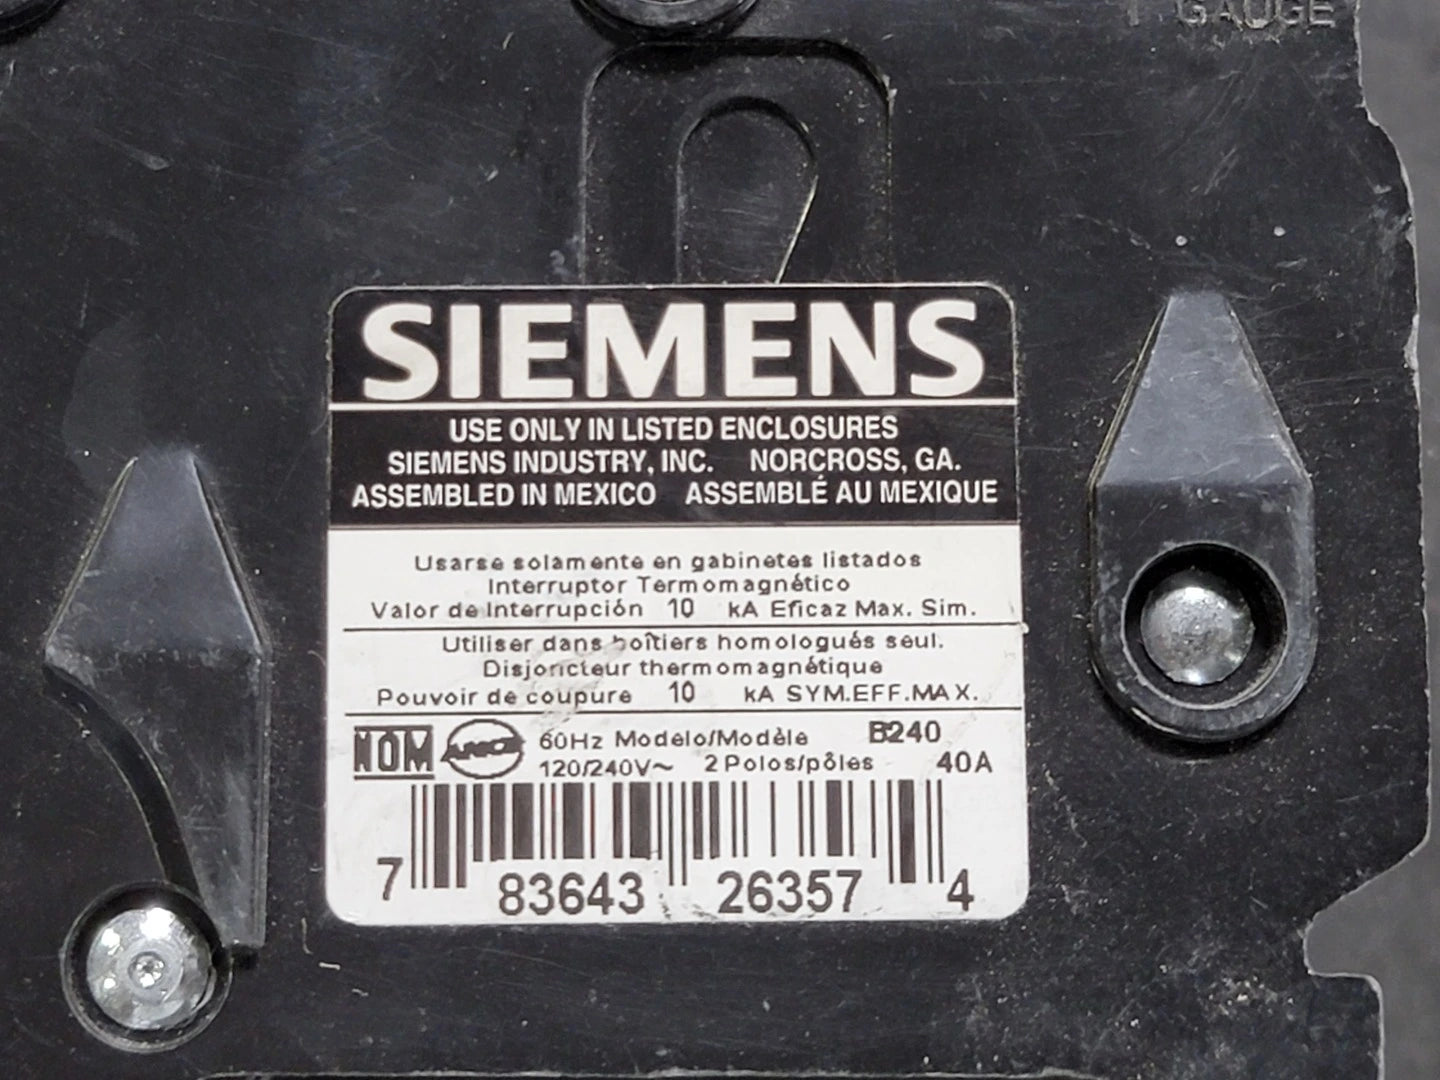 GAUGE
SIEMENS
USE ONLY IN LISTED ENCLOSURES
SIEMENS INDUSTRY, INC. NORCROSS, GA.
ASSEMBLED IN MEXICO ASSEMBLÉ AU MEXIQUE
Usarse solamente en gabinetes listados
Interruptor Termomagnético
Valor de Interrupción 10 kA Eficaz Max. Sim.
Utiliser dans boîtiers homologués seul.
Disjoncteur thermomagnétique
Pouvoir de coupure 10 kA SYM.EFF.MAX.
NOM ANCE 60Hz Modelo/Modèle B240
120/240V~ 2 Polos/pôles 40A
7 83643 26357 4